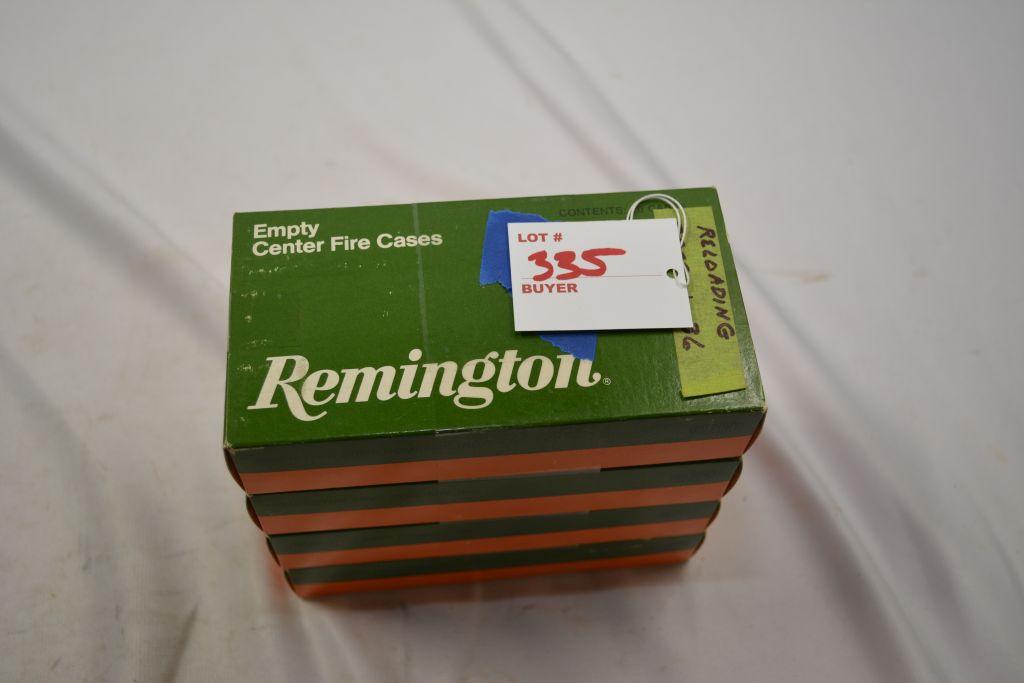 Empty
Center Fire Cases
CONTENTS
LOT #
335
BUYER
RELOADING
Remington®